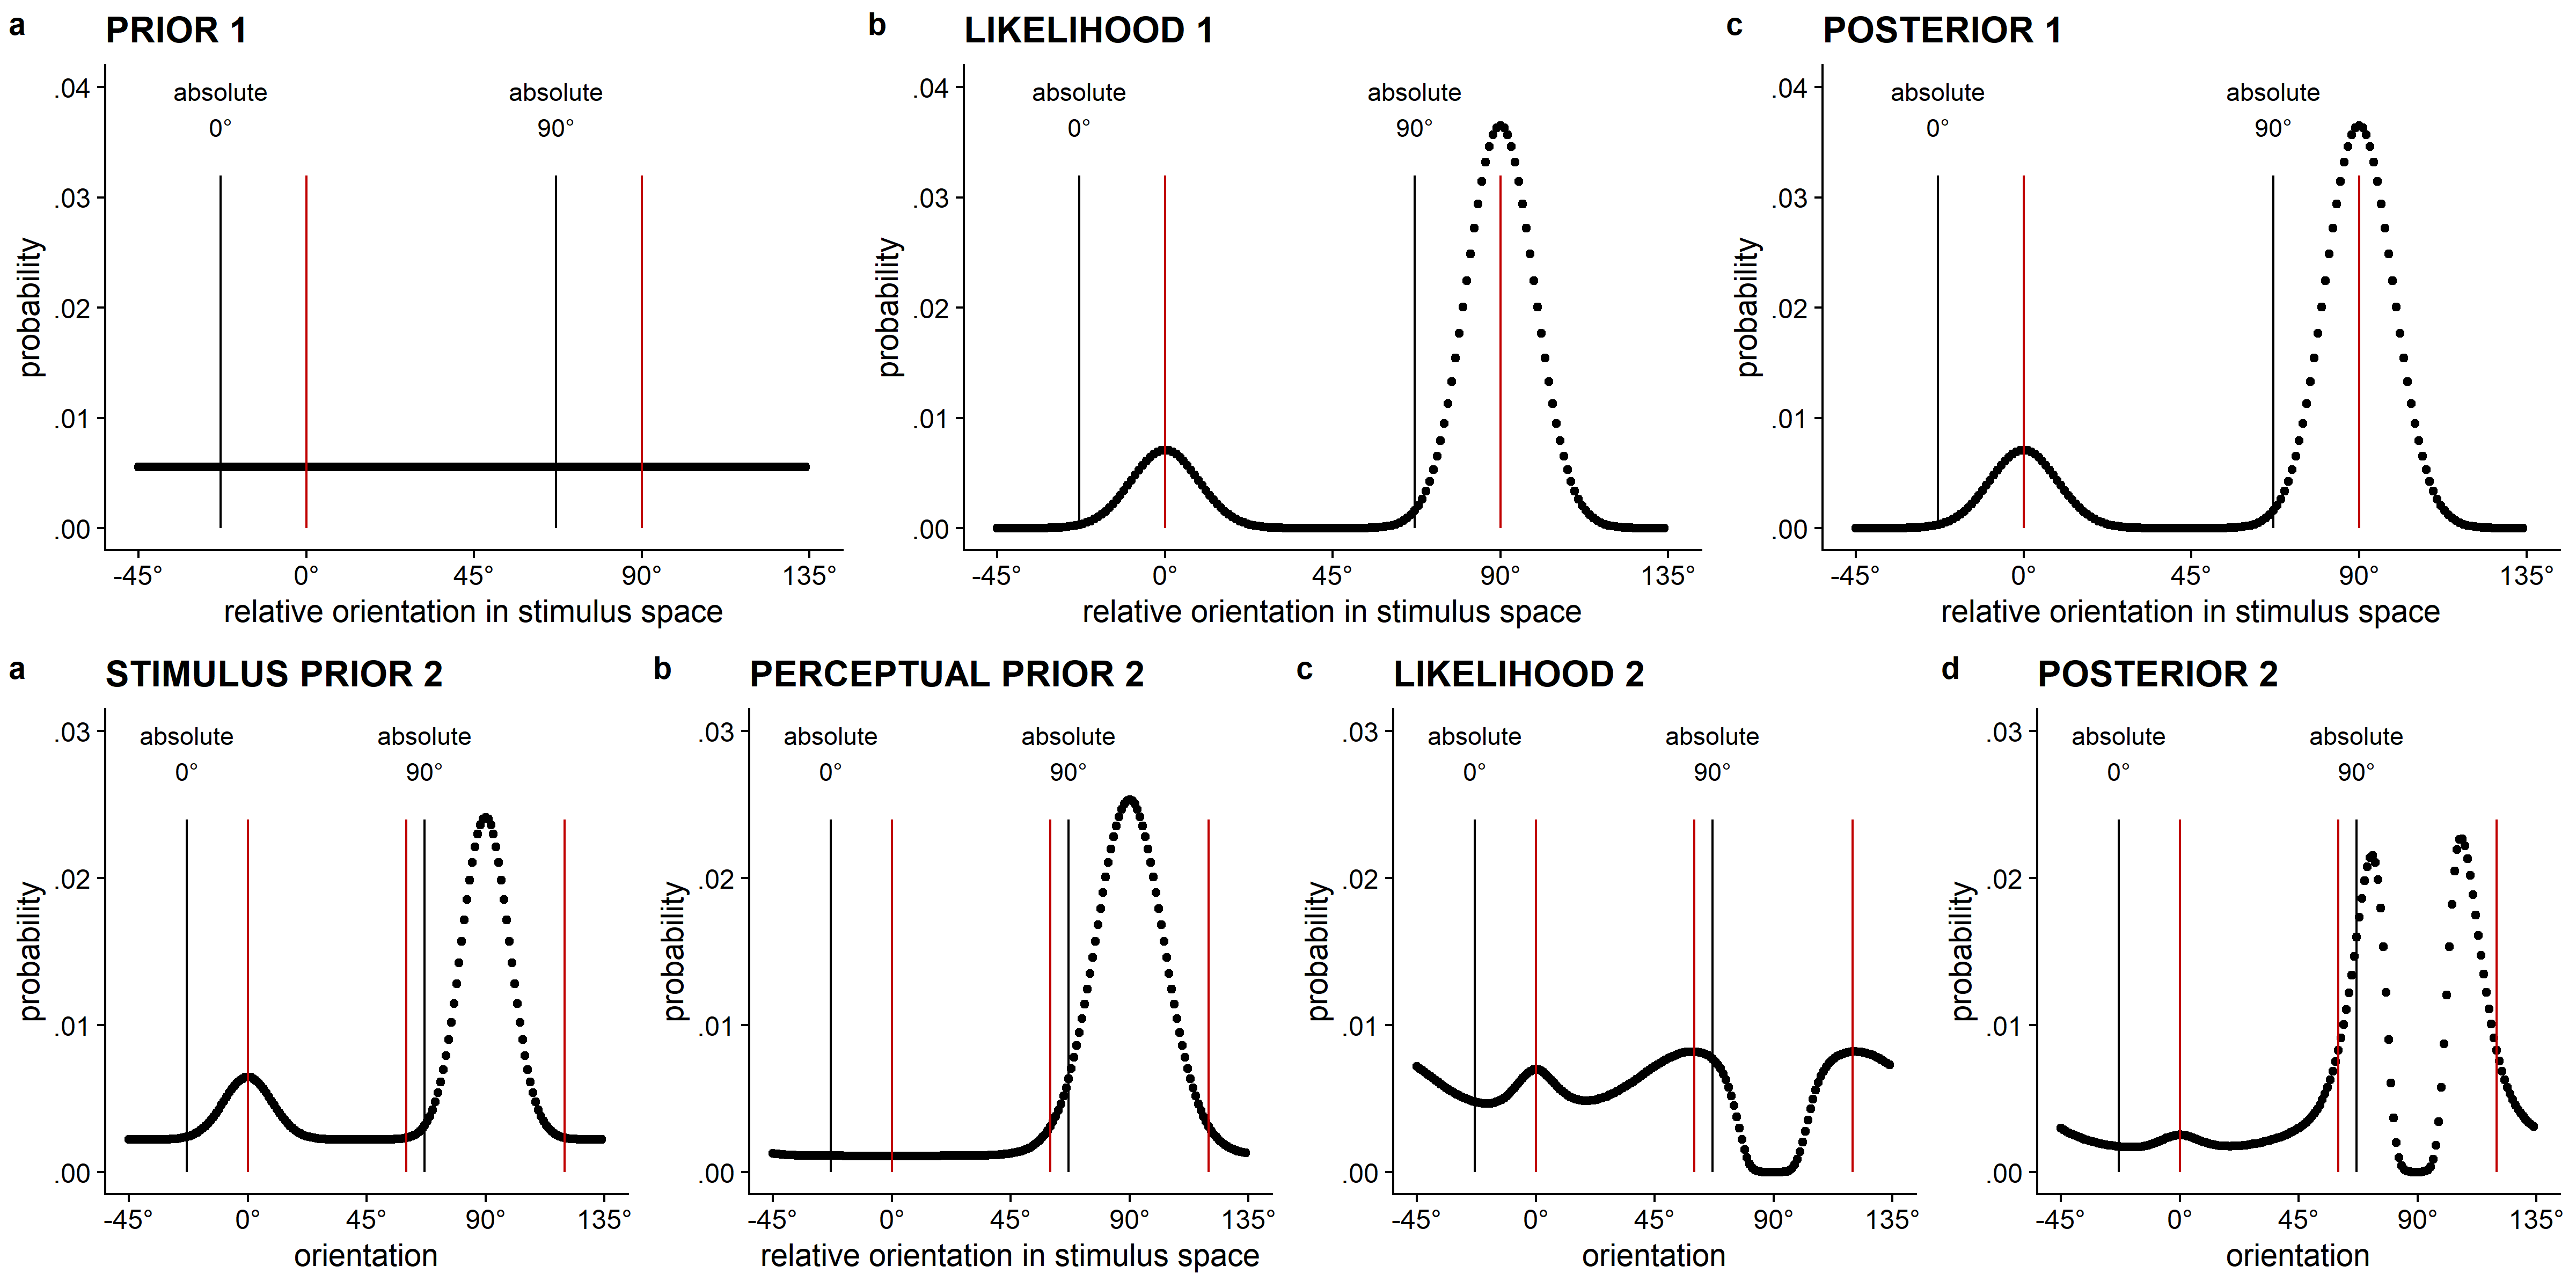 a PRIOR 1
.04
.03
.02
.01
.00
probability
absolute
0°
absolute
90°
-45° 0° 45° 90° 135°
relative orientation in stimulus space
b LIKELIHOOD 1
.04
.03
.02
.01
.00
probability
absolute
0°
absolute
90°
-45° 0° 45° 90° 135°
relative orientation in stimulus space
c POSTERIOR 1
.04
.03
.02
.01
.00
probability
absolute
0°
absolute
90°
-45° 0° 45° 90° 135°
relative orientation in stimulus space
a STIMULUS PRIOR 2
.03
.02
.01
.00
probability
absolute
0°
absolute
90°
-45° 0° 45° 90° 135°
orientation
b PERCEPTUAL PRIOR 2
.03
.02
.01
.00
probability
absolute
0°
absolute
90°
-45° 0° 45° 90° 135°
relative orientation in stimulus space
c LIKELIHOOD 2
.03
.02
.01
.00
probability
absolute
0°
absolute
90°
-45° 0° 45° 90° 135°
orientation
d POSTERIOR 2
.03
.02
.01
.00
probability
absolute
0°
absolute
90°
-45° 0° 45° 90° 135°
orientation